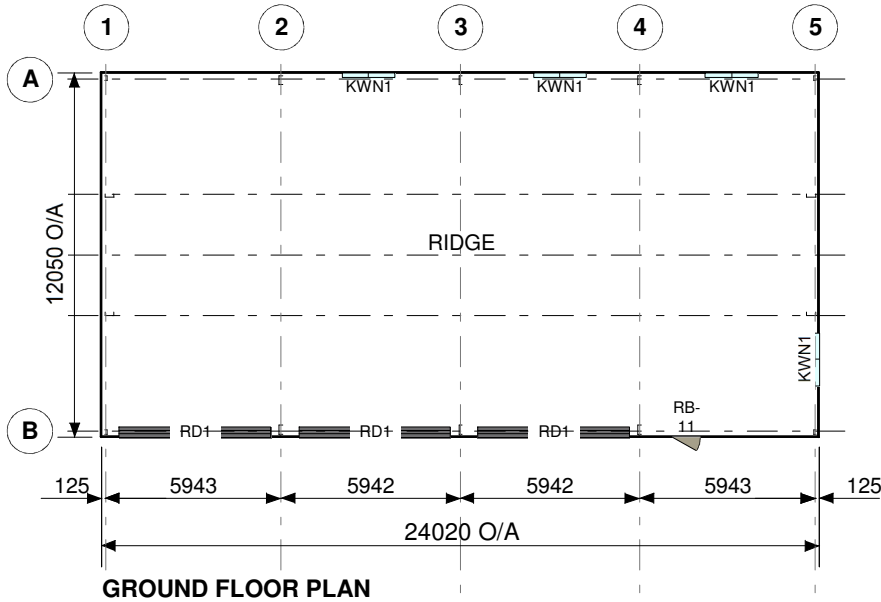 1 2 3 4 5
A
KWN1 KWN1 KWN1
12050 O/A
RIDGE
KWN1
RB-
11
B
RD1 RD1 RD1
125 5943 5942 5942 5943 125
24020 O/A
GROUND FLOOR PLAN